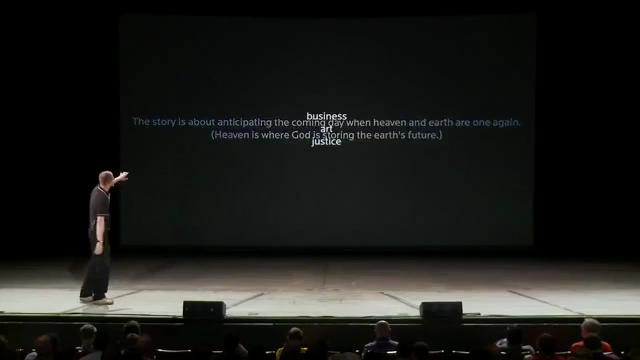 business
The story is about anticipating the coming day when heaven and earth are one again.
art
(Heaven is where God is storing the earth's future.)
justice